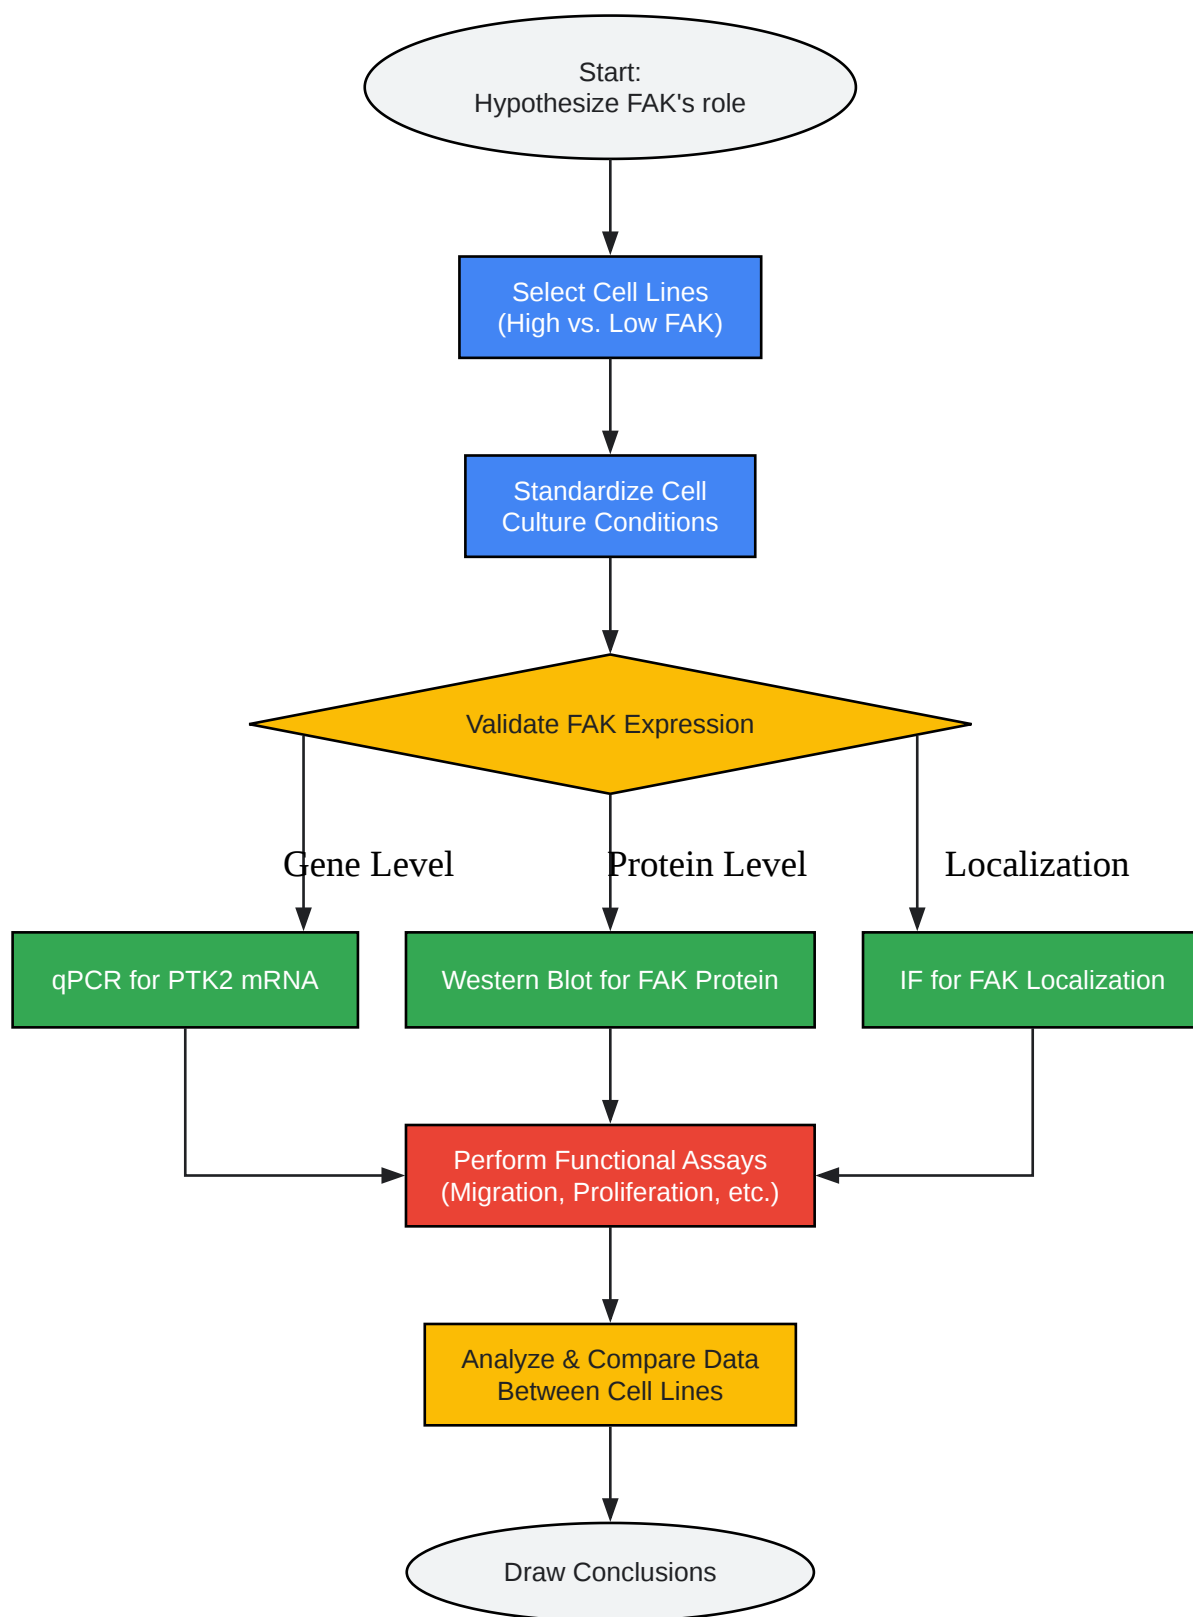 Start:
Hypothesize FAK's role
Select Cell Lines
(High vs. Low FAK)
Standardize Cell
Culture Conditions
Validate FAK Expression
Gene Level
Protein Level
Localization
qPCR for PTK2 mRNA
Western Blot for FAK Protein
IF for FAK Localization
Perform Functional Assays
(Migration, Proliferation, etc.)
Analyze & Compare Data
Between Cell Lines
Draw Conclusions